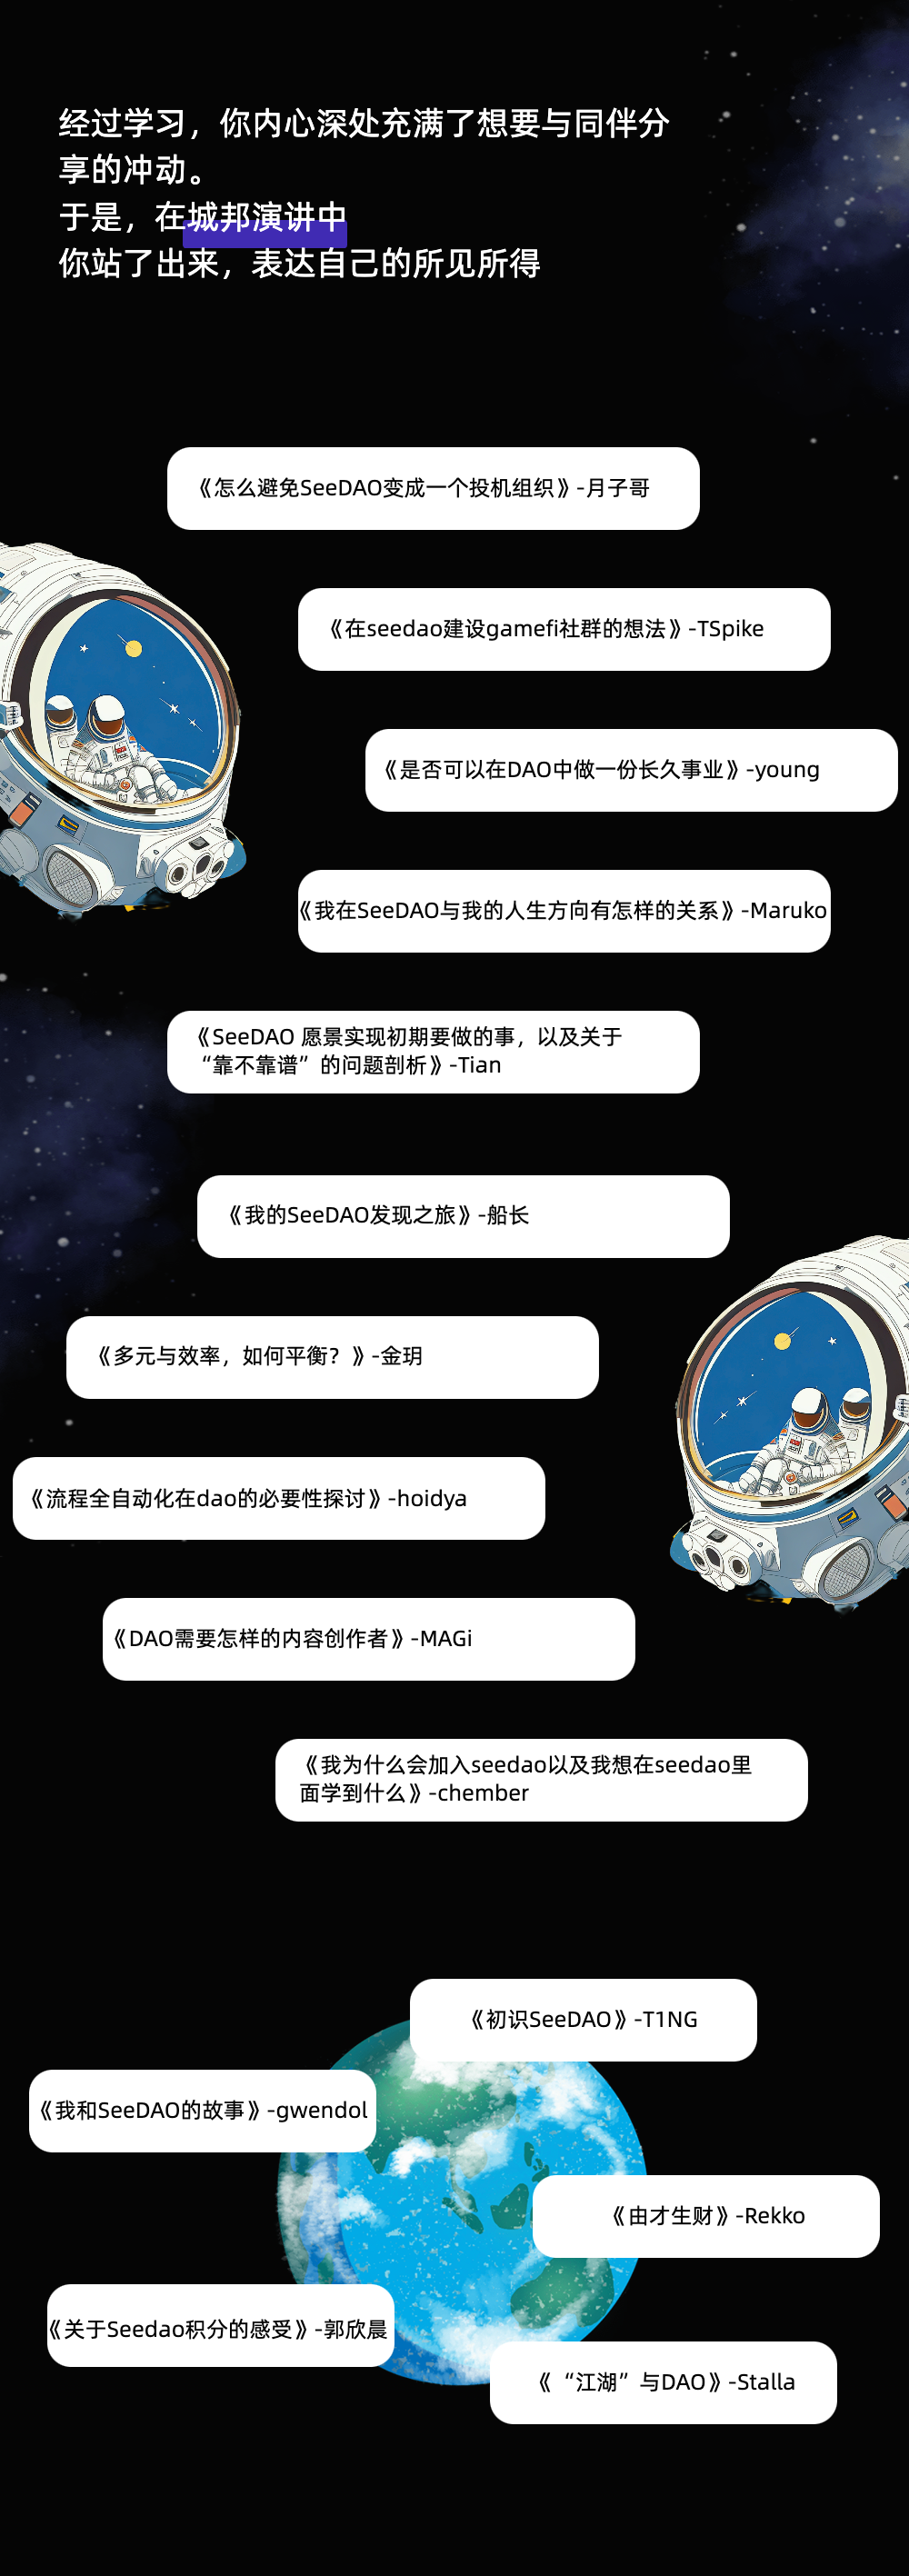 经过学习，你内心深处充满了想要与同伴分
享的冲动。
于是，在城邦演讲中
你站了出来，表达自己的所见所得
《怎么避免SeeDAO变成一个投机组织》-月子哥
《在seedao建设gamefi社群的想法》-TSpike
《是否可以在DAO中做一份长久事业》-young
《我在SeeDAO与我的人生方向有怎样的关系》-Maruko
《SeeDAO 愿景实现初期要做的事，以及关于
“靠不靠谱”的问题剖析》-Tian
《我的SeeDAO发现之旅》-船长
《多元与效率，如何平衡？》-金玥
《流程全自动化在dao的必要性探讨》-hoidya
《DAO需要怎样的内容创作者》-MAGi
《我为什么会加入seedao以及我想在seedao里
面学到什么》-chember
《初识SeeDAO》-T1NG
《我和SeeDAO的故事》-gwendol
《由才生财》-Rekko
《关于Seedao积分的感受》-郭欣晨
《“江湖”与DAO》-Stalla